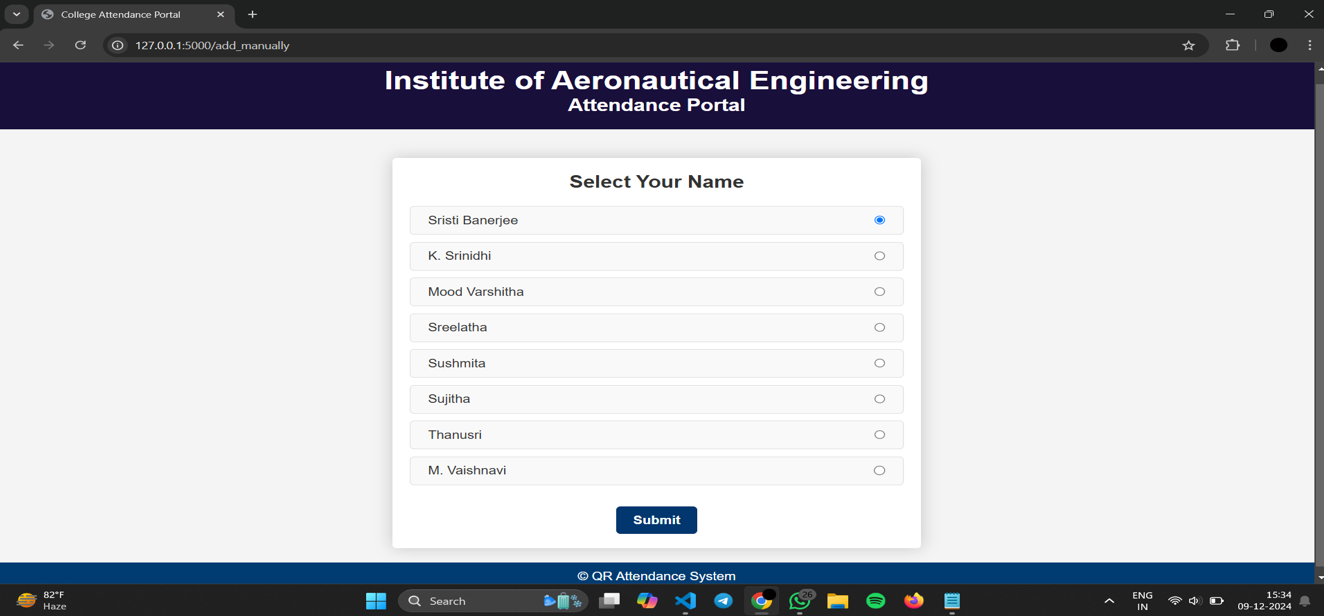 College Attendance Portal
127.0.0.1:5000/add_manually
Institute of Aeronautical Engineering
Attendance Portal
Select Your Name
Sristi Banerjee
K. Srinidhi
Mood Varshitha
Sreelatha
Sushmita
Sujitha
Thanusri
M. Vaishnavi
Submit
© QR Attendance System
82°F
Haze
Search
26
ENG
IN
15:34
09-12-2024